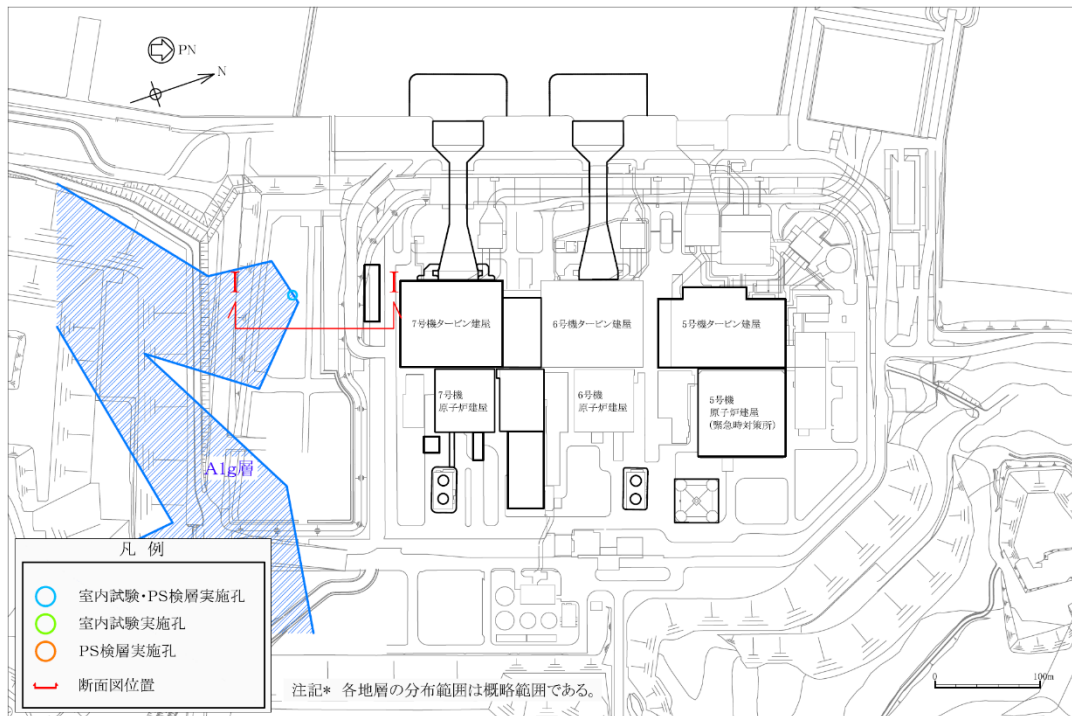 PN
N
I
I
7号機タービン建屋
6号機タービン建屋
5号機タービン建屋
7号機
原子炉建屋
6号機
原子炉建屋
5号機
原子炉建屋
(緊急時対策所)
A1g層
凡 例
室内試験・PS検層実施孔
室内試験実施孔
PS検層実施孔
断面図位置
注記* 各地層の分布範囲は概略範囲である。
0
100m